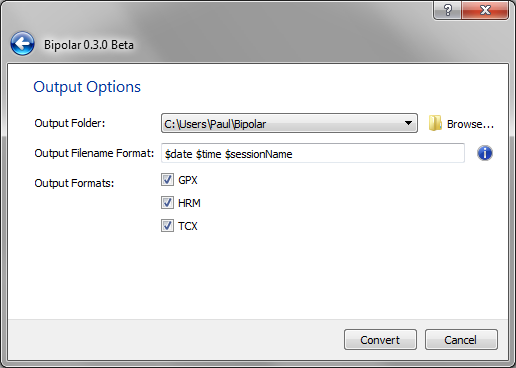 Bipolar 0.3.0 Beta
Output Options
Output Folder: C:\Users\Paul\Bipolar Browse...
Output Filename Format: $date $time $sessionName
Output Formats: GPX
HRM
TCX
Convert Cancel